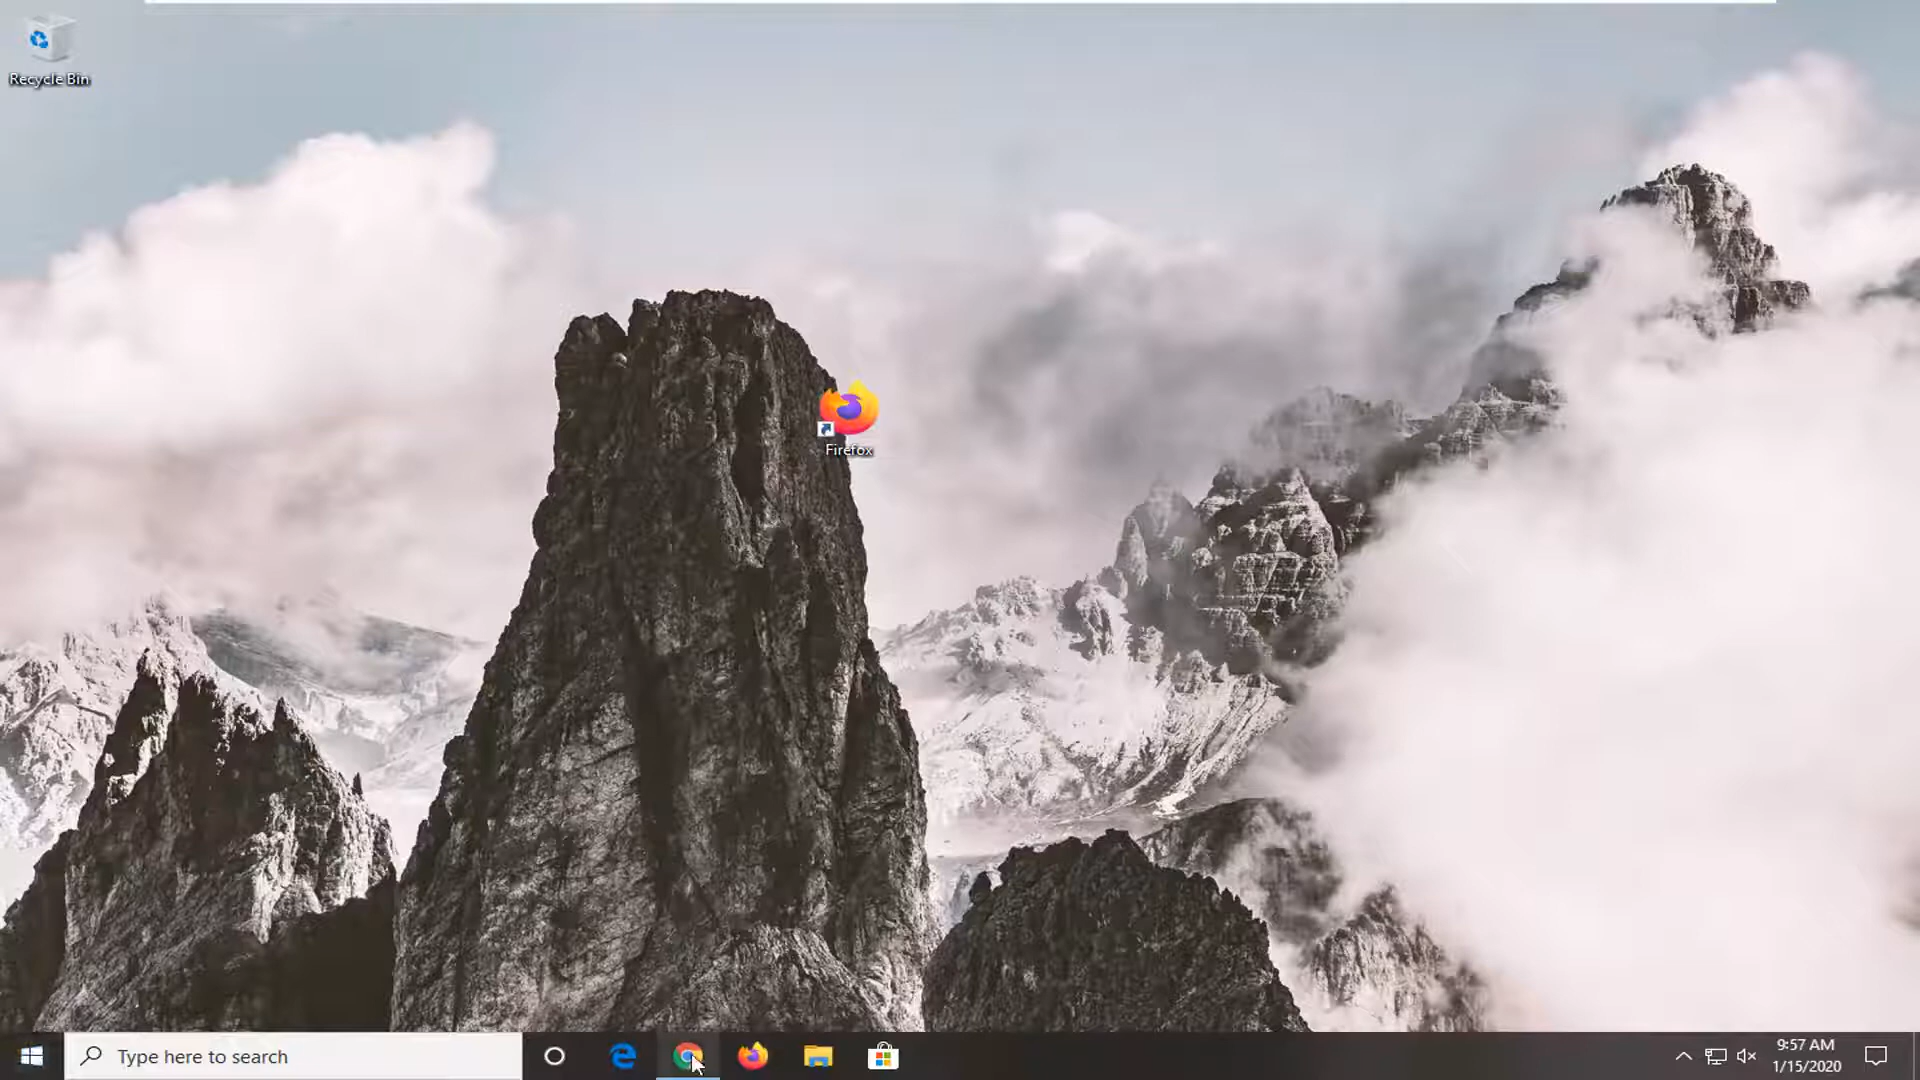 Recycle Bin
Firefox
Type here to search
9:57 AM
1/15/2020